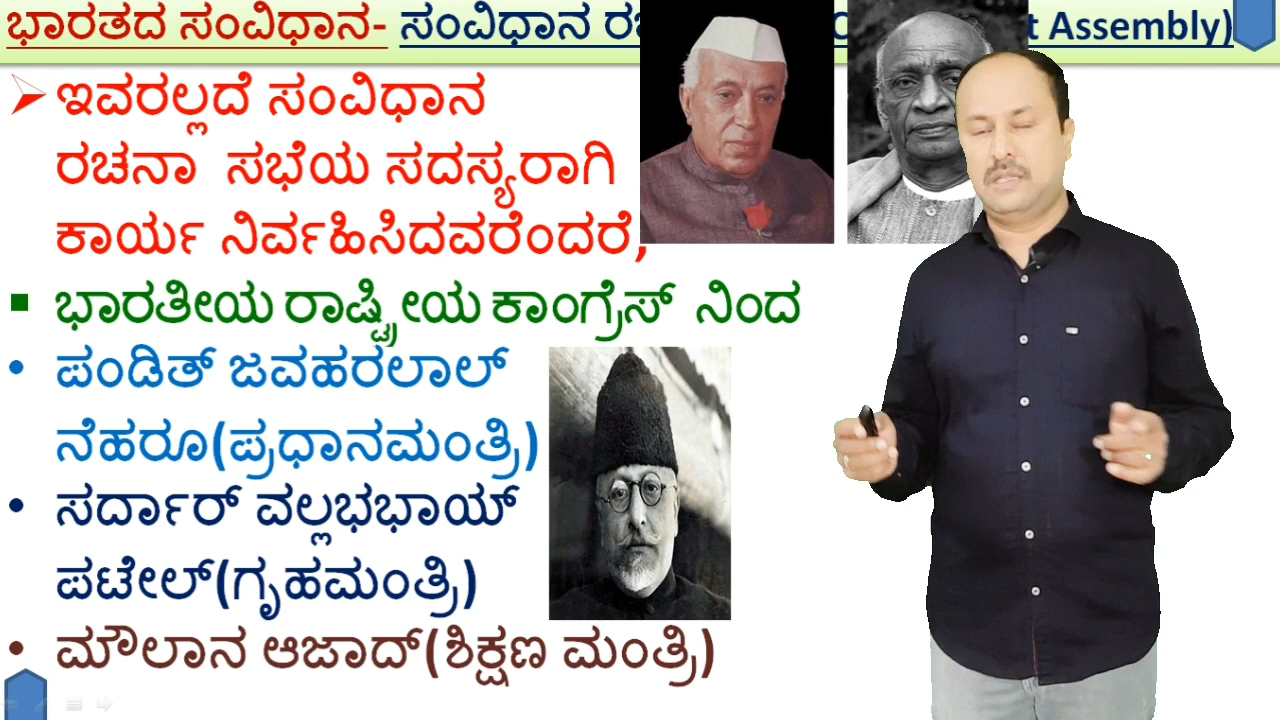 ಭಾರತದ ಸಂವಿಧಾನ- ಸಂವಿಧಾನ Assembly)
ಇವರಲ್ಲದೆ ಸಂವಿಧಾನ
ರಚನಾ ಸಭೆಯ ಸದಸ್ಯರಾಗಿ
ಕಾರ್ಯ ನಿರ್ವಹಿಸಿದವರೆಂದರೆ,
ಭಾರತೀಯ ರಾಷ್ಟ್ರೀಯ ಕಾಂಗ್ರೆಸ್ ನಿಂದ
ಪಂಡಿತ್ ಜವಹರಲಾಲ್
ನೆಹರೂ(ಪ್ರಧಾನಮಂತ್ರಿ)
ಸರ್ದಾರ್ ವಲ್ಲಭಭಾಯ್
ಪಟೇಲ್(ಗೃಹಮಂತ್ರಿ)
ಮೌಲಾನ ಆಜಾದ್(ಶಿಕ್ಷಣ ಮಂತ್ರಿ)